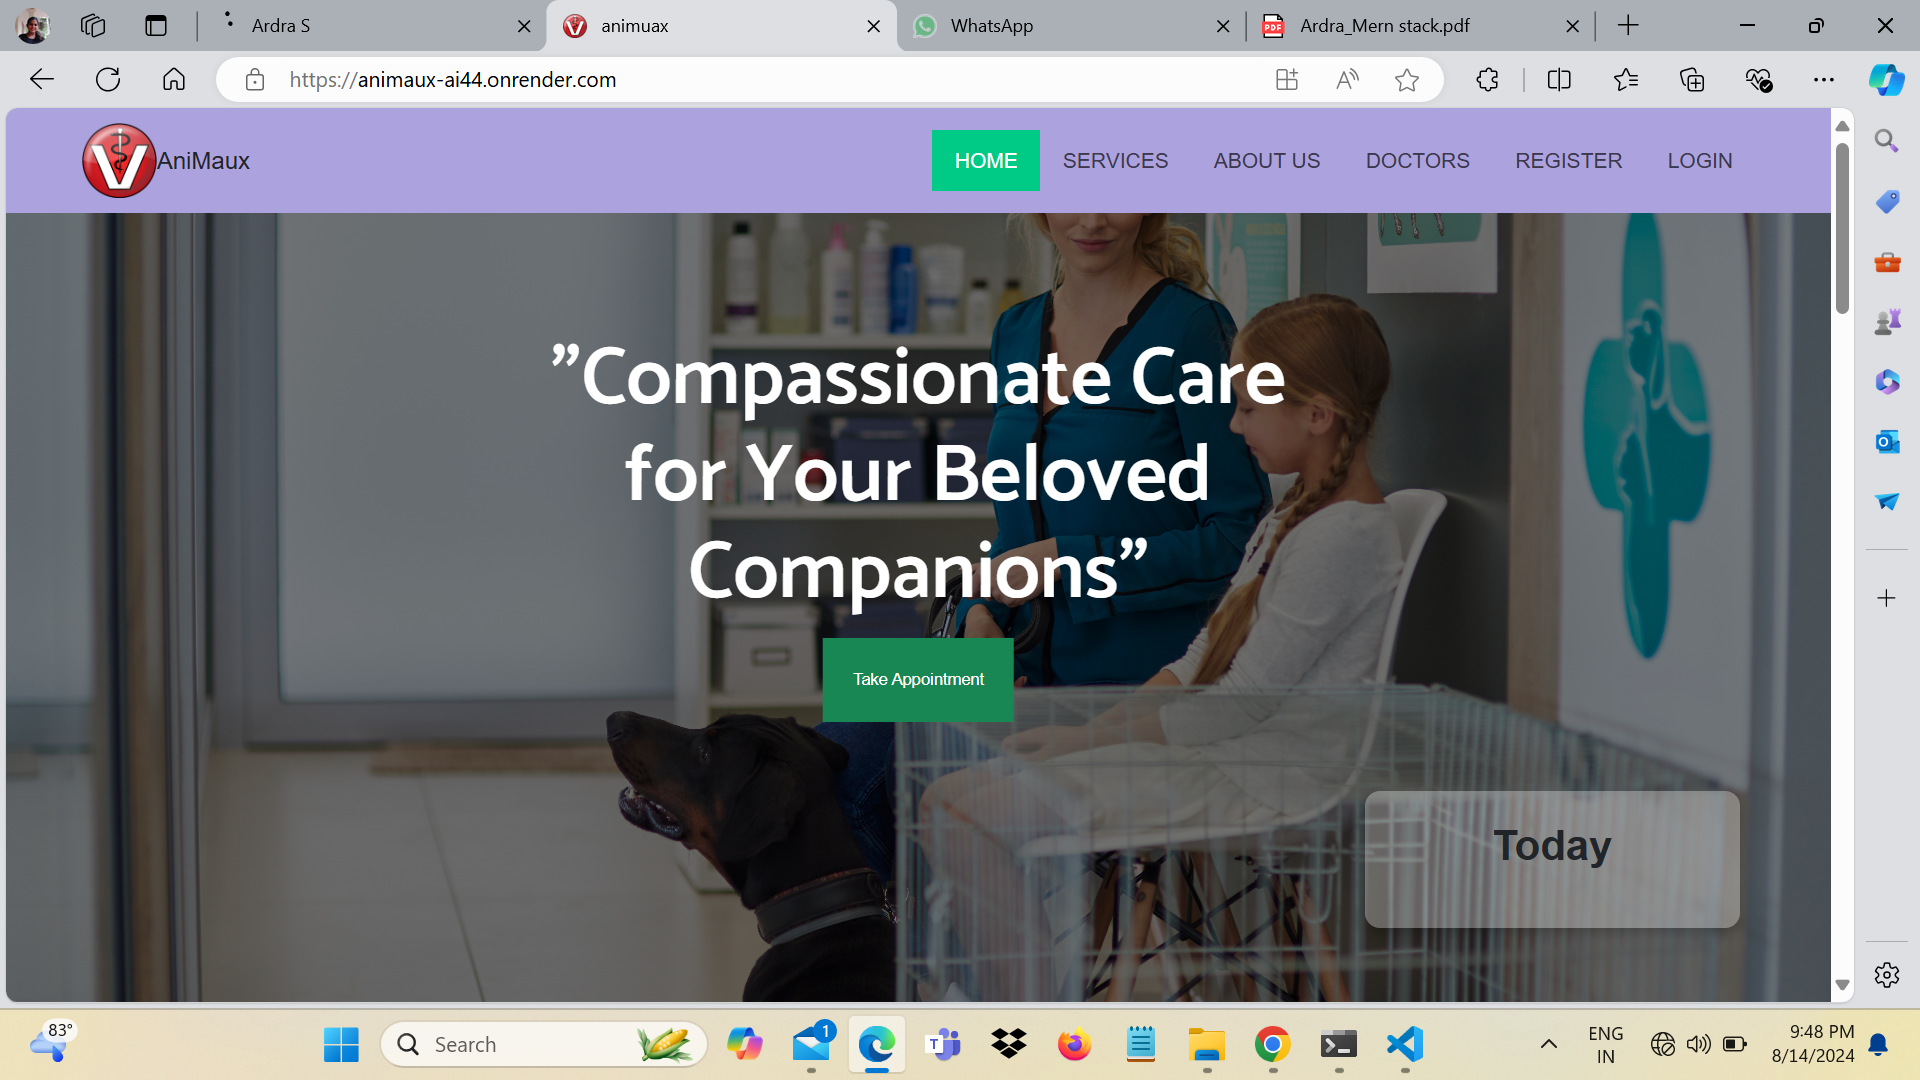 Ardra S
animuax
WhatsApp
PDF
Ardra_Mern stack.pdf
https://animaux-ai44.onrender.com
V
AniMaux
HOME
SERVICES
ABOUT US
DOCTORS
REGISTER
LOGIN
”Compassionate Care
for Your Beloved
Companions”
Take Appointment
Today
83°
Search
1
ENG
IN
9:48 PM
8/14/2024